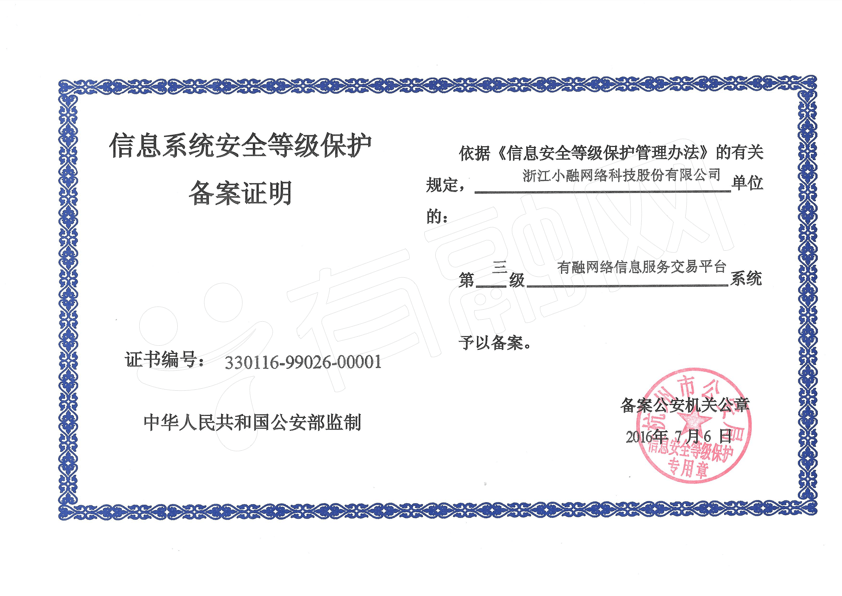 信息系统安全等级保护
备案证明
证书编号： 330116-99026-00001
中华人民共和国公安部监制
依据《信息安全等级保护管理办法》的有关
规定，浙江小融网络科技股份有限公司单位
的：
第三级有融网络信息服务交易平台系统
予以备案。
备案公安机关公章
2016年 7月6 日
杭州市公安局
信息安全等级保护
专用章
有融网